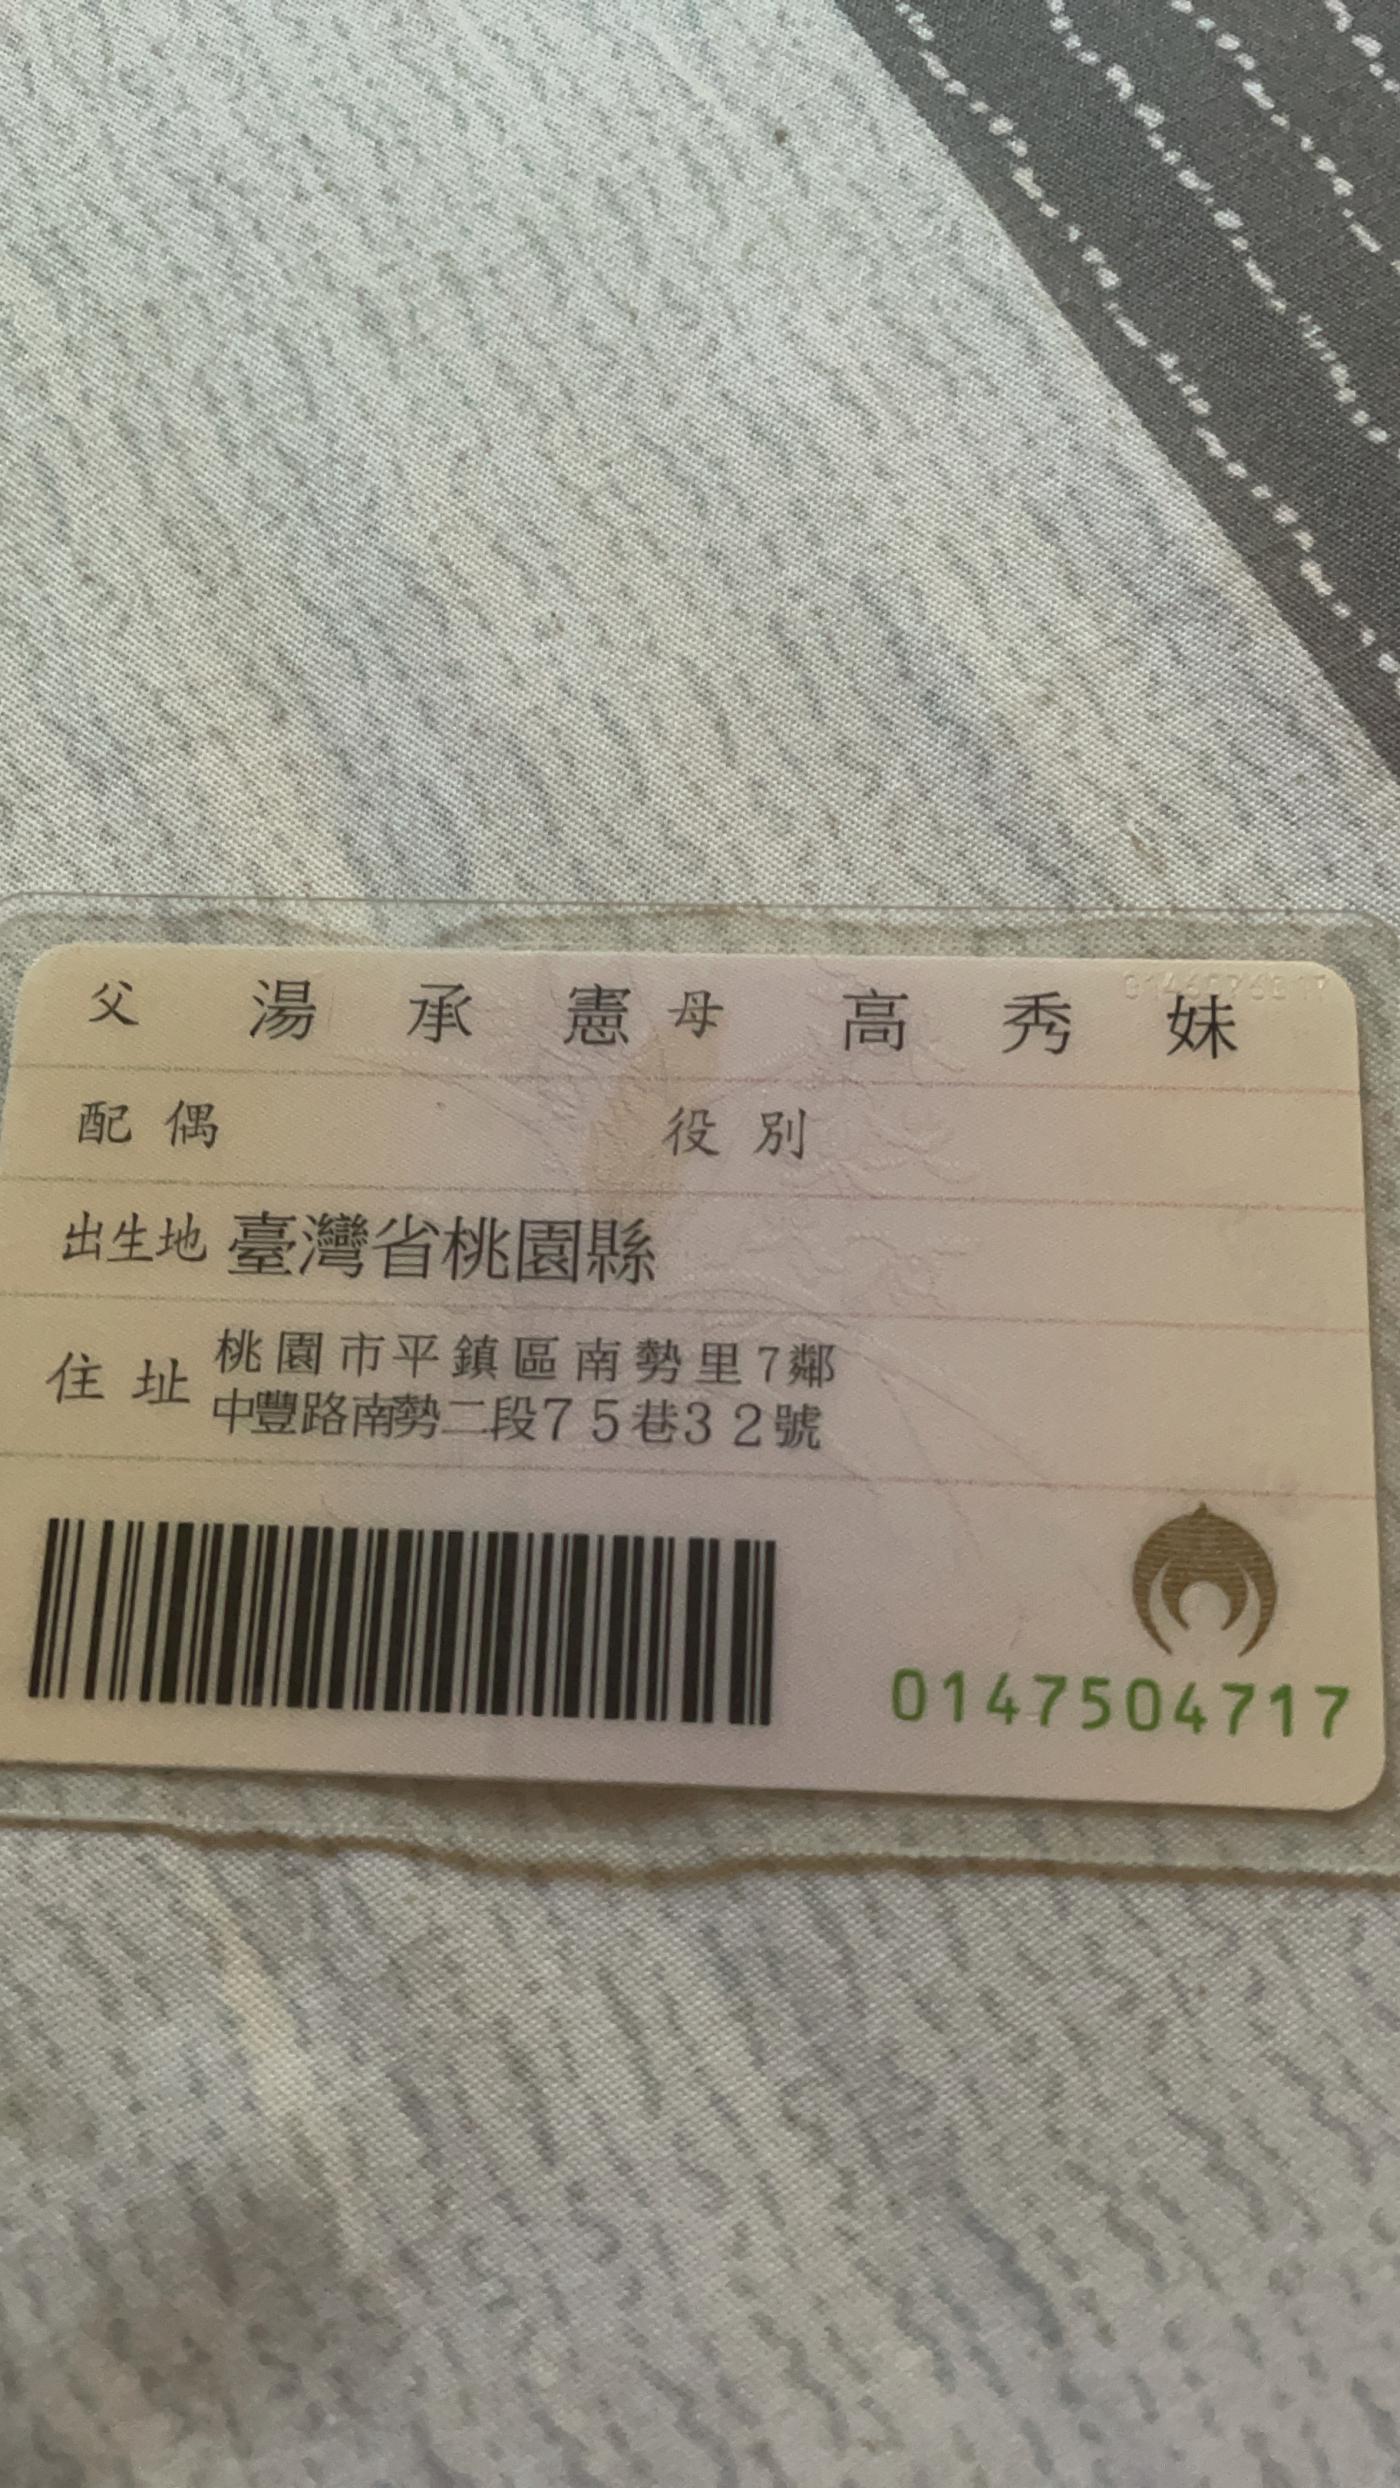 父 湯承憲 母 高秀妹
配偶 役別
出生地 臺灣省桃園縣
住址 桃園市平鎮區南勢里7鄰
中豐路南勢二段75巷32號
0147504717